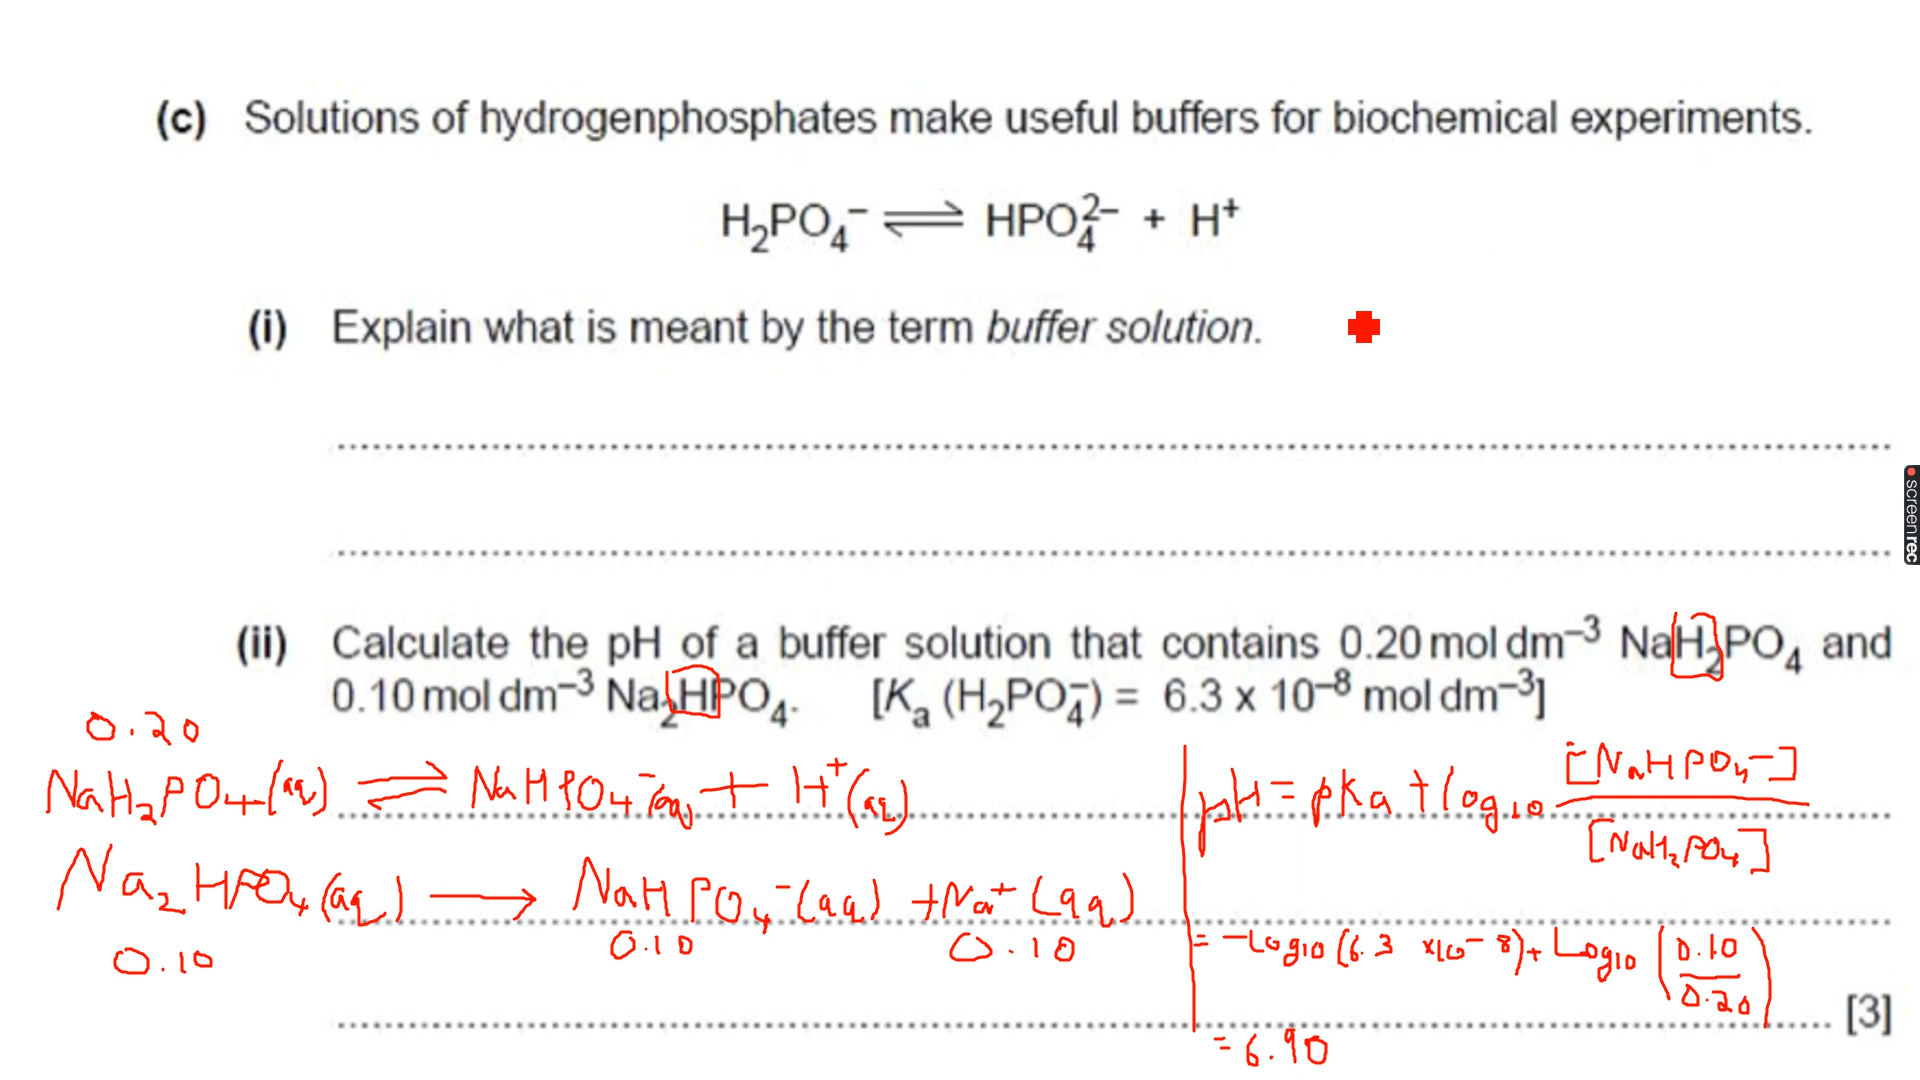 (c) Solutions of hydrogenphosphates make useful buffers for biochemical experiments.
H₂PO₄⁻ ⇌ HPO₄²⁻ + H⁺
(i) Explain what is meant by the term buffer solution.
(ii) Calculate the pH of a buffer solution that contains 0.20 mol dm⁻³ NaH₂PO₄ and
0.10 mol dm⁻³ Na₂HPO₄. [Kₐ (H₂PO₄⁻) = 6.3 x 10⁻⁸ mol dm⁻³]
0.20
NaH₂PO₄(aq) ⇌ NaHPO₄⁻(aq) + H⁺(aq)
Na₂HPO₄(aq) → NaHPO₄⁻(aq) + Na⁺(aq)
0.10 0.10 0.10
pH = pKa + log₁₀ [NaHPO₄⁻]
[NaH₂PO₄]
= -Log₁₀(6.3 x10⁻⁸) + Log₁₀ (0.10
0.20)
[3]
= 6.90
screenrec